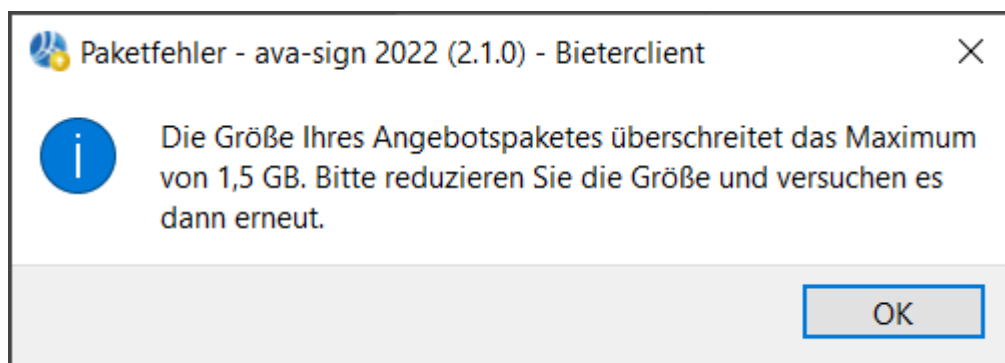 Paketfehler - ava-sign 2022 (2.1.0) - Bieterclient
Die Größe Ihres Angebotspaketes überschreitet das Maximum
von 1,5 GB. Bitte reduzieren Sie die Größe und versuchen es
dann erneut.
OK